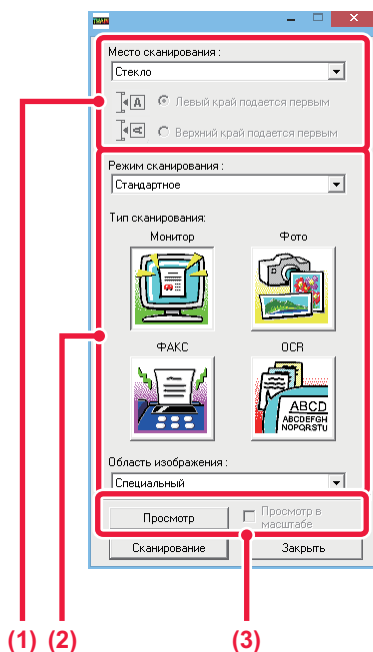 TWAIN
Место сканирования :
Стекло
A Левый край подается первым
A Верхний край подается первым
Режим сканирования :
Стандартное
Тип сканирования:
Монитор Фото
ФАКС OCR
ABCD
ABCDEFGH
NOPQRSTU
Область изображения :
Специальный
Просмотр Просмотр в
масштабе
Сканирование Закрыть
(1) (2) (3)